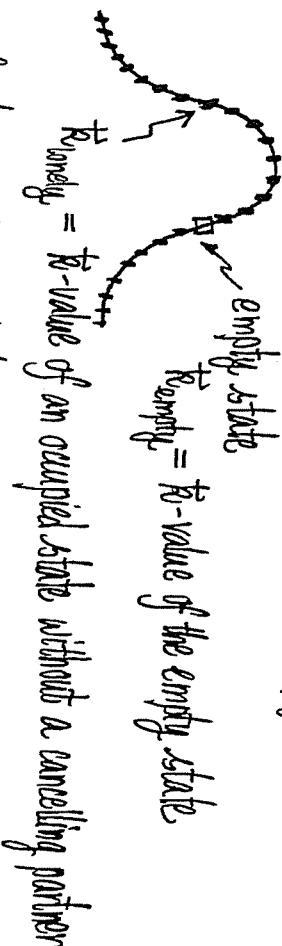 empty state
k⃗empty = k⃗-value of the empty state
k⃗lonely = k⃗-value of an occupied state without a cancelling partner